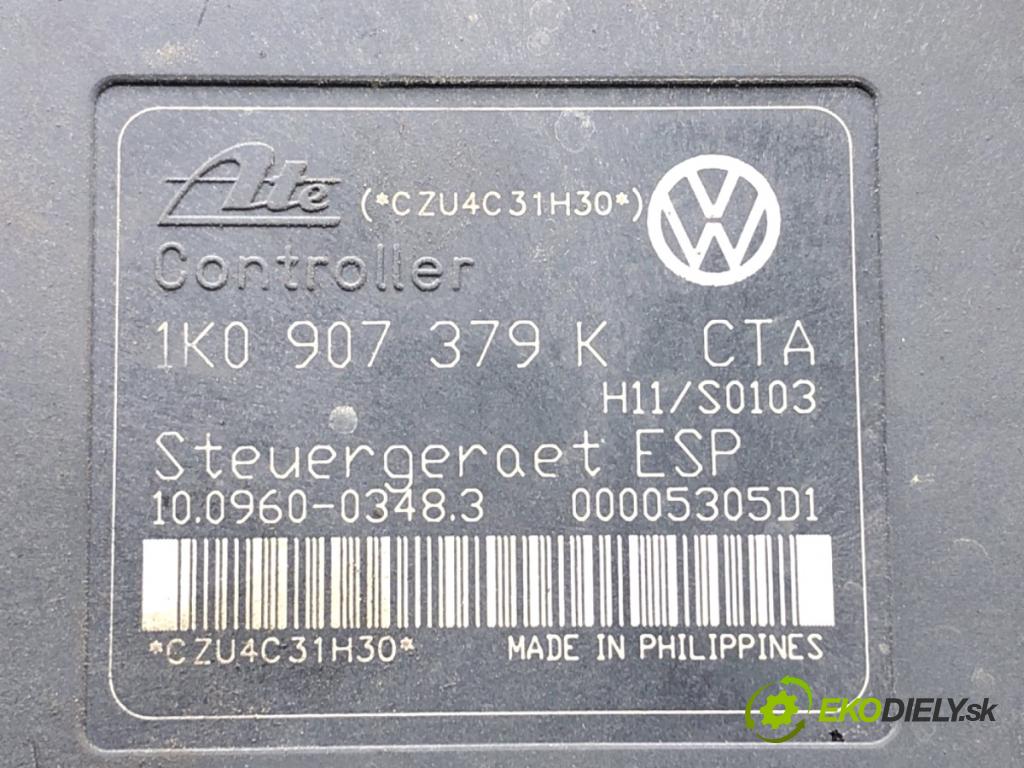 Ate (*CZU4C31H30*) VW
Controller
1K0 907 379 K CTA
H11/S0103
Steuergeraet ESP
10.0960-0348.3 00005305D1
*CZU4C31H30* MADE IN PHILIPPINES
EKODIELY.sk